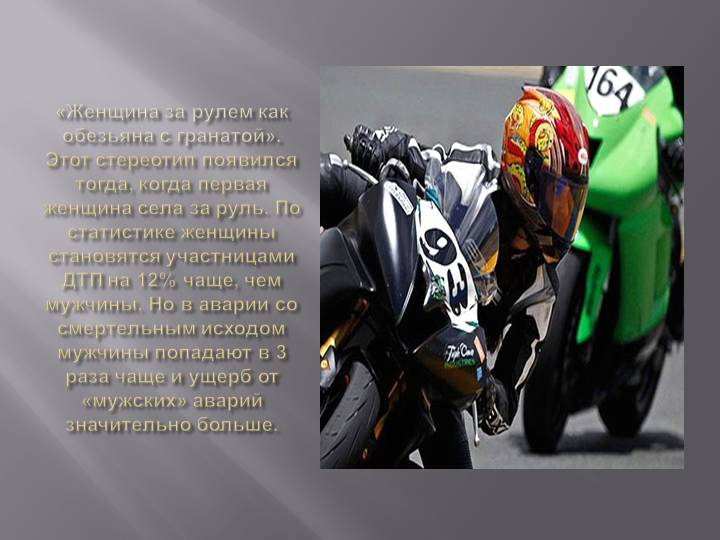 «Женщина за рулем как
обезьяна с гранатой».
Этот стереотип появился
тогда, когда первая
женщина села за руль. По
статистике женщины
становятся участницами
ДТП на 12% чаще, чем
мужчины. Но в аварии со
смертельным исходом
мужчины попадают в 3
раза чаще и ущерб от
«мужских» аварий
значительно больше.
164
93